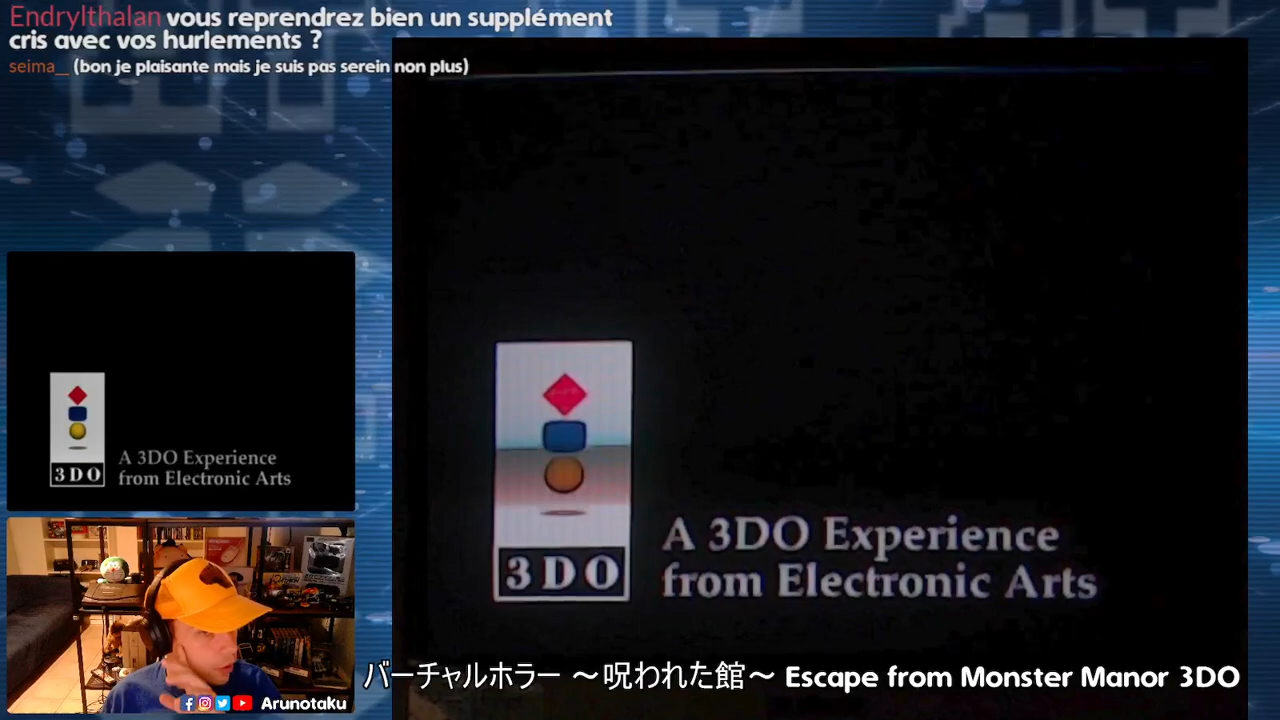 Endrylthalan vous reprendrez bien un supplément
cris avec vos hurlements ?
seima_ (bon je plaisante mais je suis pas serein non plus)
3DO
A 3DO Experience
from Electronic Arts
3DO
A 3DO Experience
from Electronic Arts
Arunotaku
バーチャルホラー ～呪われた館～ Escape from Monster Manor 3DO